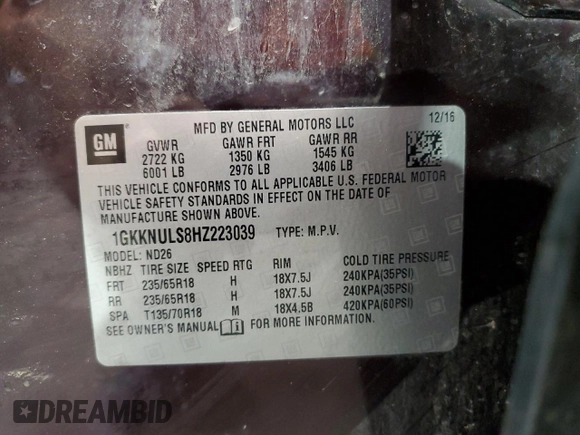 MFD BY GENERAL MOTORS LLC 12/16
GM GVWR GAWR FRT GAWR RR
2722 KG 1350 KG 1545 KG
6001 LB 2976 LB 3406 LB
THIS VEHICLE CONFORMS TO ALL APPLICABLE U.S. FEDERAL MOTOR
VEHICLE SAFETY STANDARDS IN EFFECT ON THE DATE OF
MANUFACTURE SHOWN ABOVE.
1GKKNULS8HZ223039 TYPE: M.P.V.
MODEL: ND26
NBHZ TIRE SIZE SPEED RTG RIM COLD TIRE PRESSURE
FRT 235/65R18 H 18X7.5J 240KPA(35PSI)
RR 235/65R18 H 18X7.5J 240KPA(35PSI)
SPA T135/70R18 M 18X4.5B 420KPA(60PSI)
SEE OWNER'S MANUAL FOR MORE INFORMATION.
DREAMBID